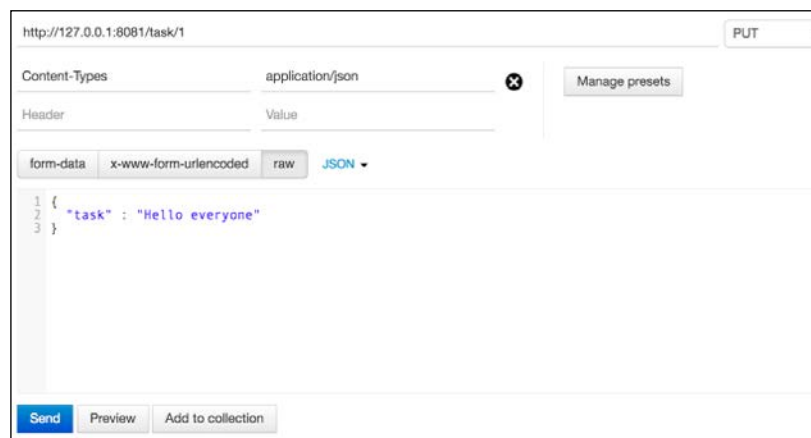 http://127.0.0.1:8081/task/1 PUT
Content-Types application/json Manage presets
Header Value
form-data x-www-form-urlencoded raw JSON
1 {
2 "task" : "Hello everyone"
3 }
Send Preview Add to collection